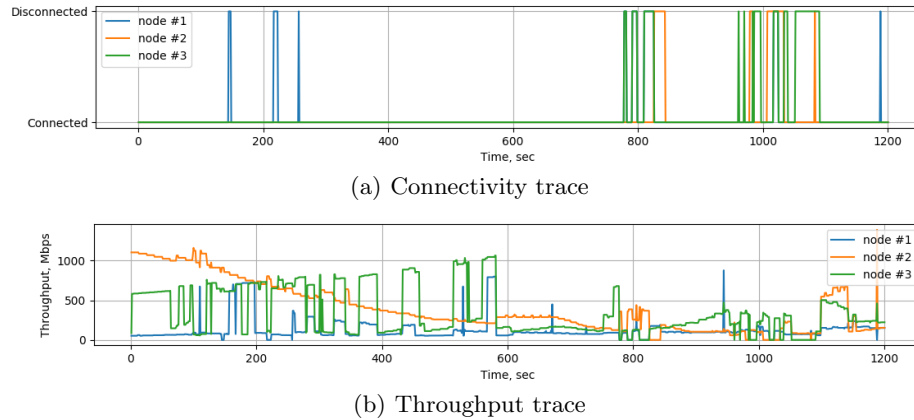 Disconnected
node #1
node #2
node #3
Connected
0 200 400 600 800 1000 1200
Time, sec
(a) Connectivity trace
Throughput, Mbps
1000
500
0
node #1
node #2
node #3
0 200 400 600 800 1000 1200
Time, sec
(b) Throughput trace